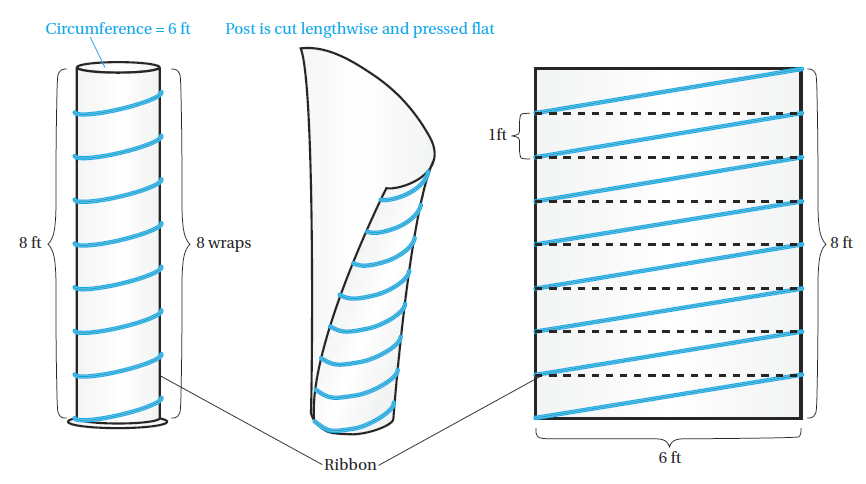 Circumference = 6 ft
Post is cut lengthwise and pressed flat
8 ft
8 wraps
1ft
8 ft
6 ft
Ribbon